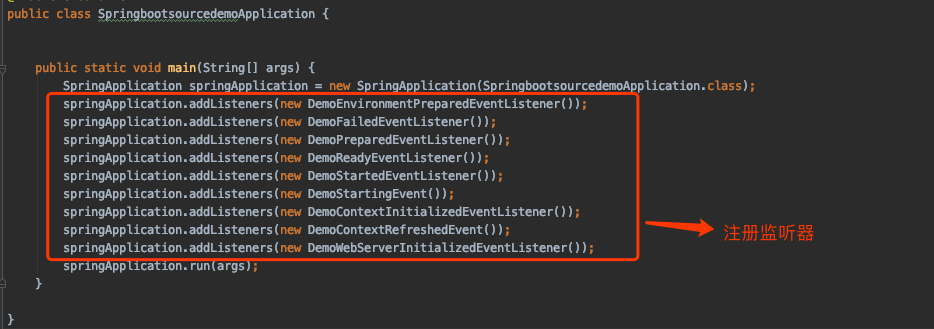 public class SpringbootsourcedemoApplication {
public static void main(String[] args) {
SpringApplication springApplication = new SpringApplication(SpringbootsourcedemoApplication.class);
springApplication.addListeners(new DemoEnvironmentPreparedEventListener());
springApplication.addListeners(new DemoFailedEventListener());
springApplication.addListeners(new DemoPreparedEventListener());
springApplication.addListeners(new DemoReadyEventListener());
springApplication.addListeners(new DemoStartedEventListener());
springApplication.addListeners(new DemoStartingEvent());
springApplication.addListeners(new DemoContextInitializedEventListener());
springApplication.addListeners(new DemoContextRefreshedEvent());
注册监听器
springApplication.addListeners(new DemoWebServerInitializedEventListener());
springApplication.run(args);
}
}